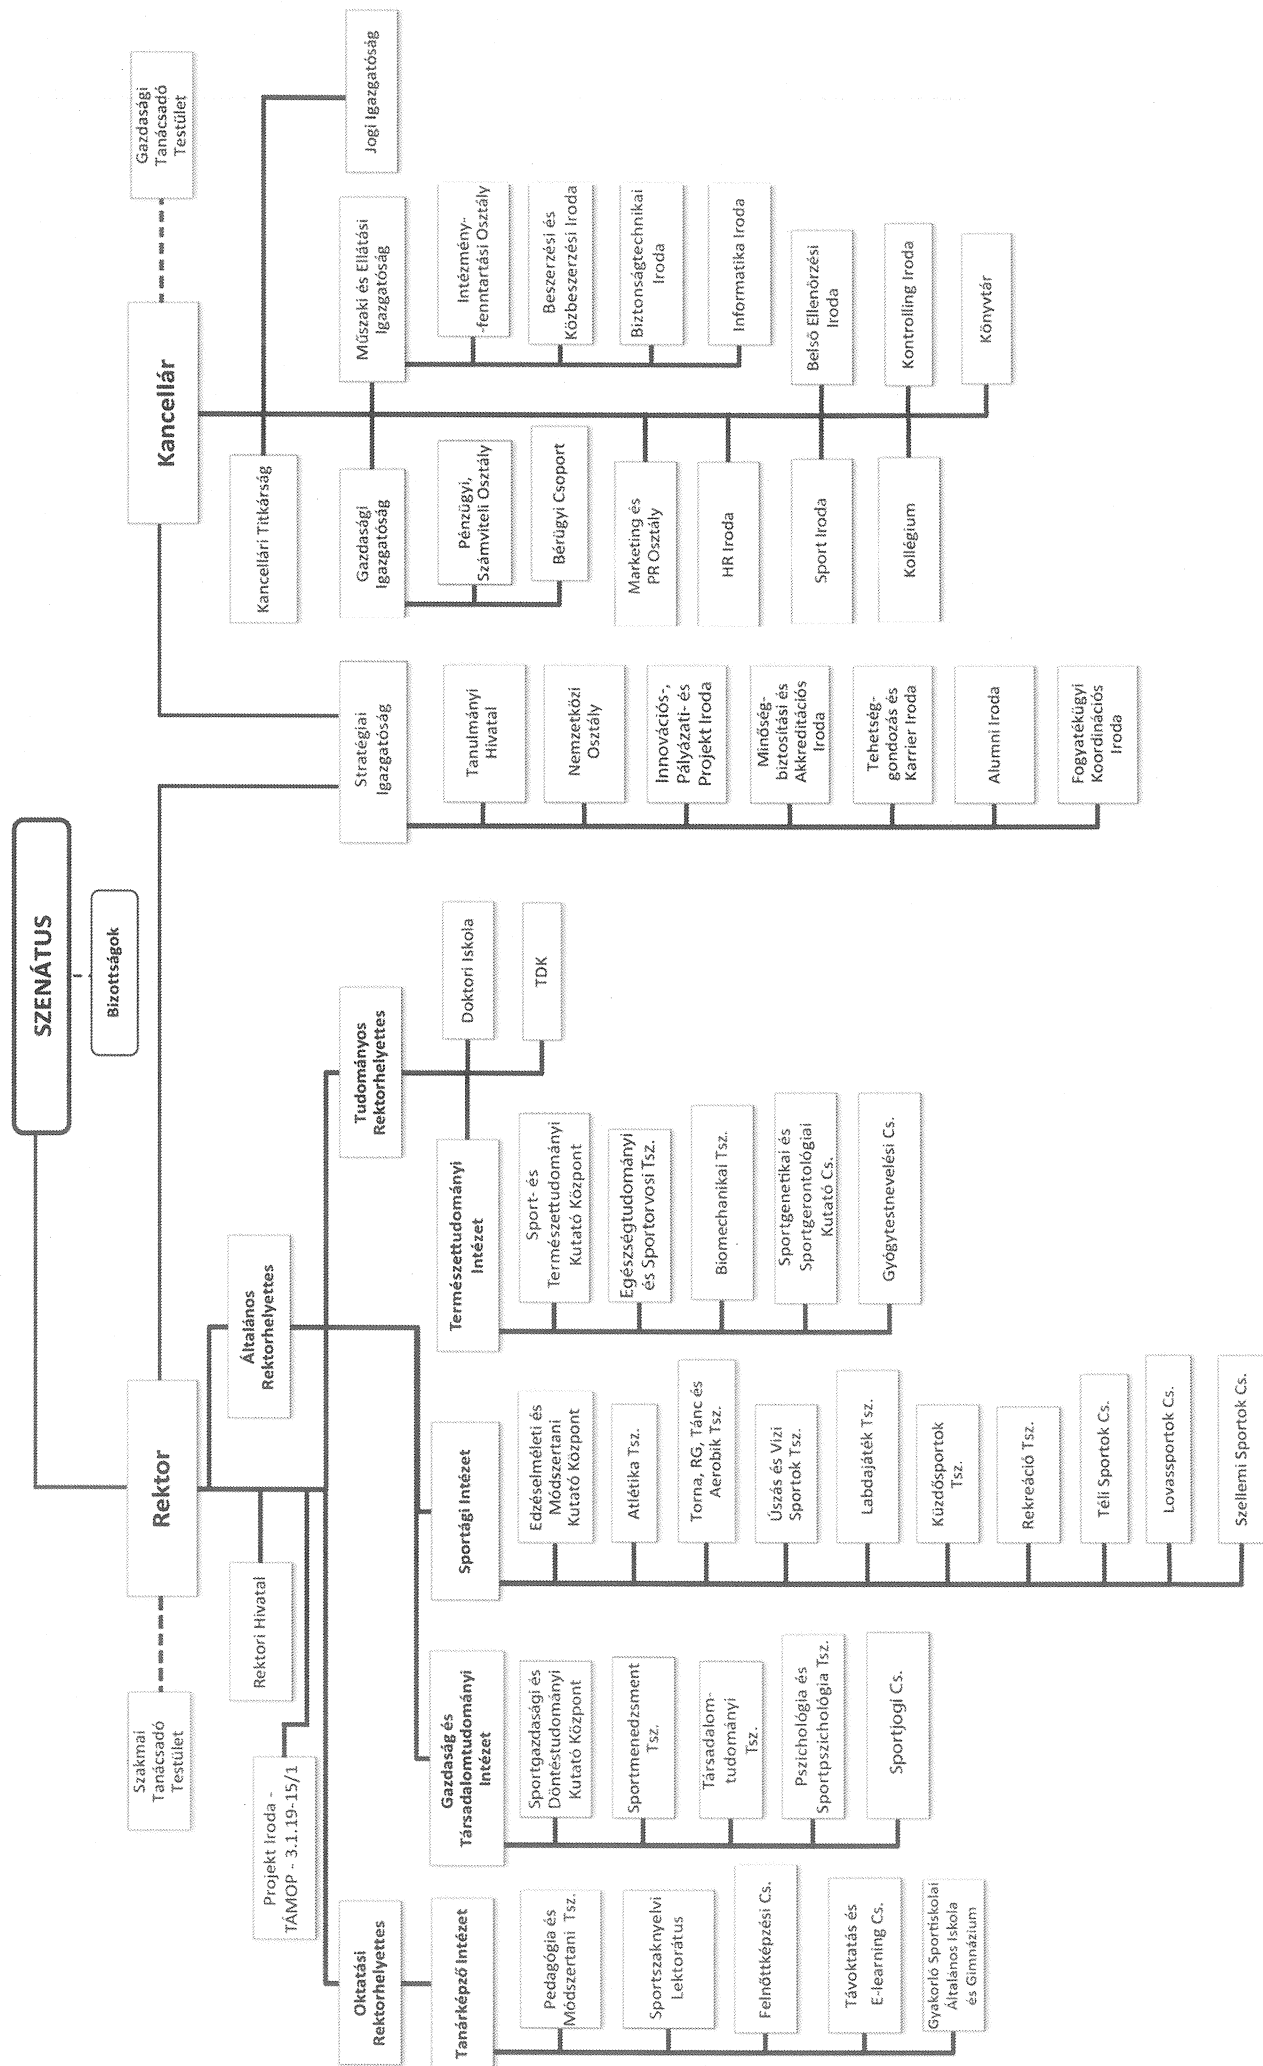 SZENÁTUS
Bizottságok
Szakmai
Tanácsadó
Testület
Rektor
Kancellár
Gazdasági
Tanácsadó
Testület
Projekt Iroda -
TÁMOP - 3.1.19-15/1
Rektori Hivatal
Általános
Rektorhelyettes
Kancellári Titkárság
Oktatási
Rektorhelyettes
Tudományos
Rektorhelyettes
Stratégiai
Igazgatóság
Gazdasági
Igazgatóság
Műszaki és Ellátási
Igazgatóság
Jogi Igazgatóság
Tanárképző Intézet
Pedagógia és
Módszertani Tsz.
Sportszaknyelvi
Lektorátus
Felnőttképzési Cs.
Távoktatás és
E-learning Cs.
Gyakorló Sportiskolai
Általános Iskola
és Gimnázium
Gazdaság és
Társadalomtudományi
Intézet
Sportgazdasági és
Döntéstudományi
Kutató Központ
Sportmenedzsment
Tsz.
Társadalom-
tudományi
Tsz.
Pszichológia és
Sportpszichológia Tsz.
Sportjogi Cs.
Sportági Intézet
Edzéselméleti és
Módszertani
Kutató Központ
Atlétika Tsz.
Torna, RG, Tánc és
Aerobik Tsz.
Úszás és Vizi
Sportok Tsz.
Labdajáték Tsz.
Küzdősportok
Tsz.
Rekreáció Tsz.
Téli Sportok Cs.
Lovassportok Cs.
Szellemi Sportok Cs.
Természettudományi
Intézet
Sport- és
Természettudományi
Kutató Központ
Egészségtudományi
és Sportorvosi Tsz.
Biomechanikai Tsz.
Sportgenetikai és
Sportgerontológiai
Kutató Cs.
Gyógytestnevelési Cs.
Doktori Iskola
TDK
Tanulmányi
Hivatal
Nemzetközi
Osztály
Innovációs-,
Pályázati- és
Projekt Iroda
Minőség-
biztosítási és
Akkreditációs
Iroda
Tehetség-
gondozás és
Karrier Iroda
Alumni Iroda
Fogyatékügyi
Koordinációs
Iroda
Pénzügyi,
Számviteli Osztály
Bérügyi Csoport
Marketing és
PR Osztály
HR Iroda
Sport Iroda
Kollégium
Intézmény-
-fenntartási Osztály
Beszerzési és
Közbeszerzési Iroda
Biztonságtechnikai
Iroda
Informatika Iroda
Belső Ellenőrzési
Iroda
Kontrolling Iroda
Könyvtár